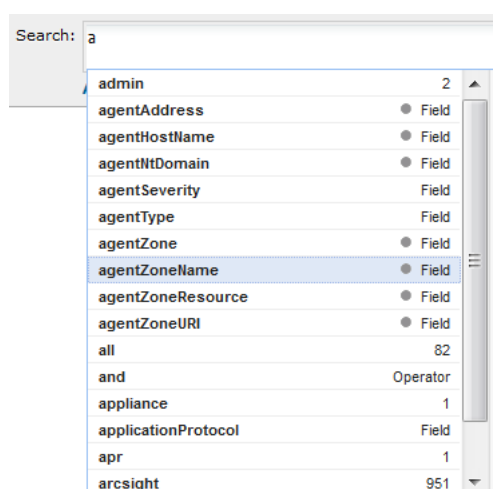 Search: a
admin 2
agentAddress Field
agentHostName Field
agentNtDomain Field
agentSeverity Field
agentType Field
agentZone Field
agentZoneName Field
agentZoneResource Field
agentZoneURI Field
all 82
and Operator
appliance 1
applicationProtocol Field
apr 1
arcsight 951